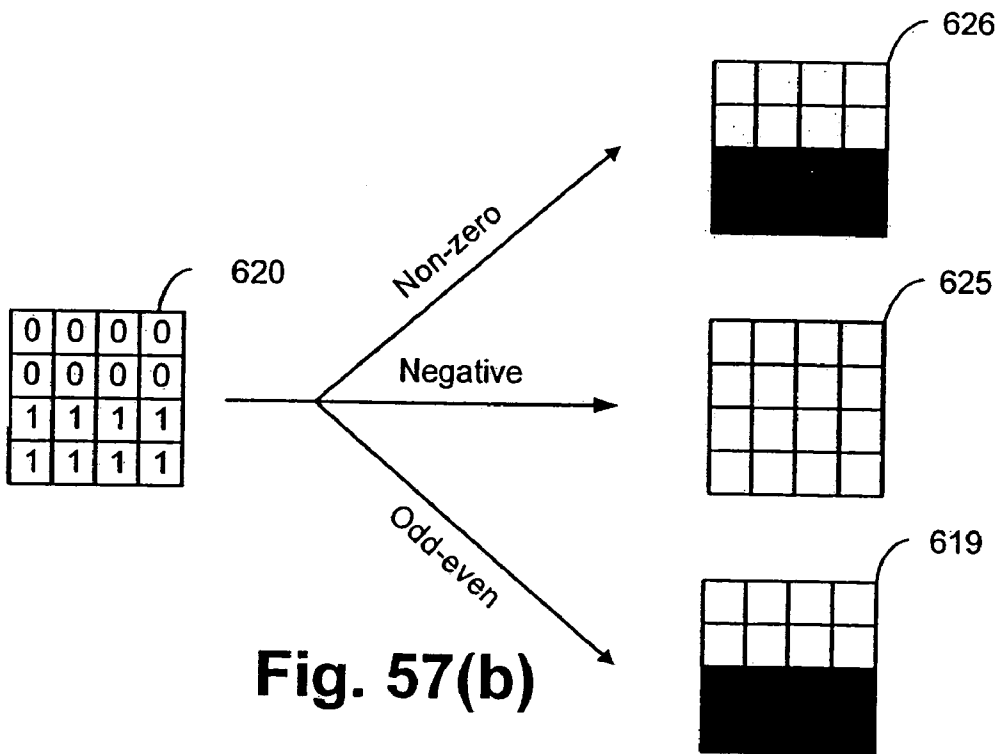 626
Non-zero
620
0 0 0 0
0 0 0 0
1 1 1 1
1 1 1 1
Negative
625
Odd-even
619
Fig. 57(b)